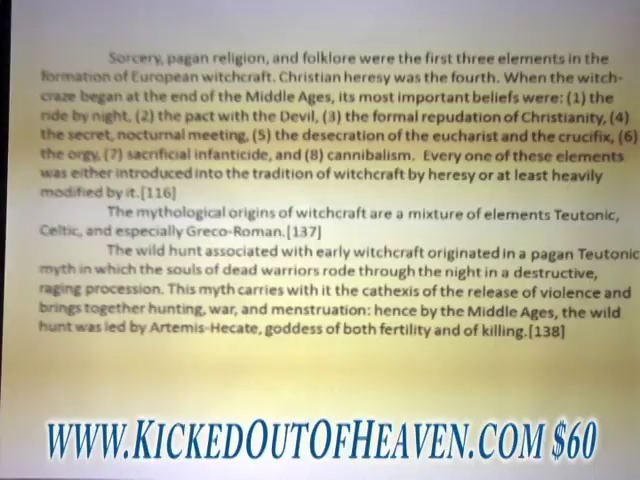 Sorcery, pagan religion, and folklore were the first three elements in the
formation of European witchcraft. Christian heresy was the fourth. When the witch-
craze began at the end of the Middle Ages, its most important beliefs were: (1) the
ride by night, (2) the pact with the Devil, (3) the formal repudation of Christianity, (4)
the secret, nocturnal meeting, (5) the desecration of the eucharist and the crucifix, (6)
the orgy, (7) sacrificial infanticide, and (8) cannibalism. Every one of these elements
was either introduced into the tradition of witchcraft by heresy or at least heavily
modified by it.[116]
The mythological origins of witchcraft are a mixture of elements Teutonic,
Celtic, and especially Greco-Roman.[137]
The wild hunt associated with early witchcraft originated in a pagan Teutonic
myth in which the souls of dead warriors rode through the night in a destructive,
raging procession. This myth carries with it the cathexis of the release of violence and
brings together hunting, war, and menstruation: hence by the Middle Ages, the wild
hunt was led by Artemis-Hecate, goddess of both fertility and of killing.[138]
WWW.KICKEDOUTOFHEAVEN.COM $60